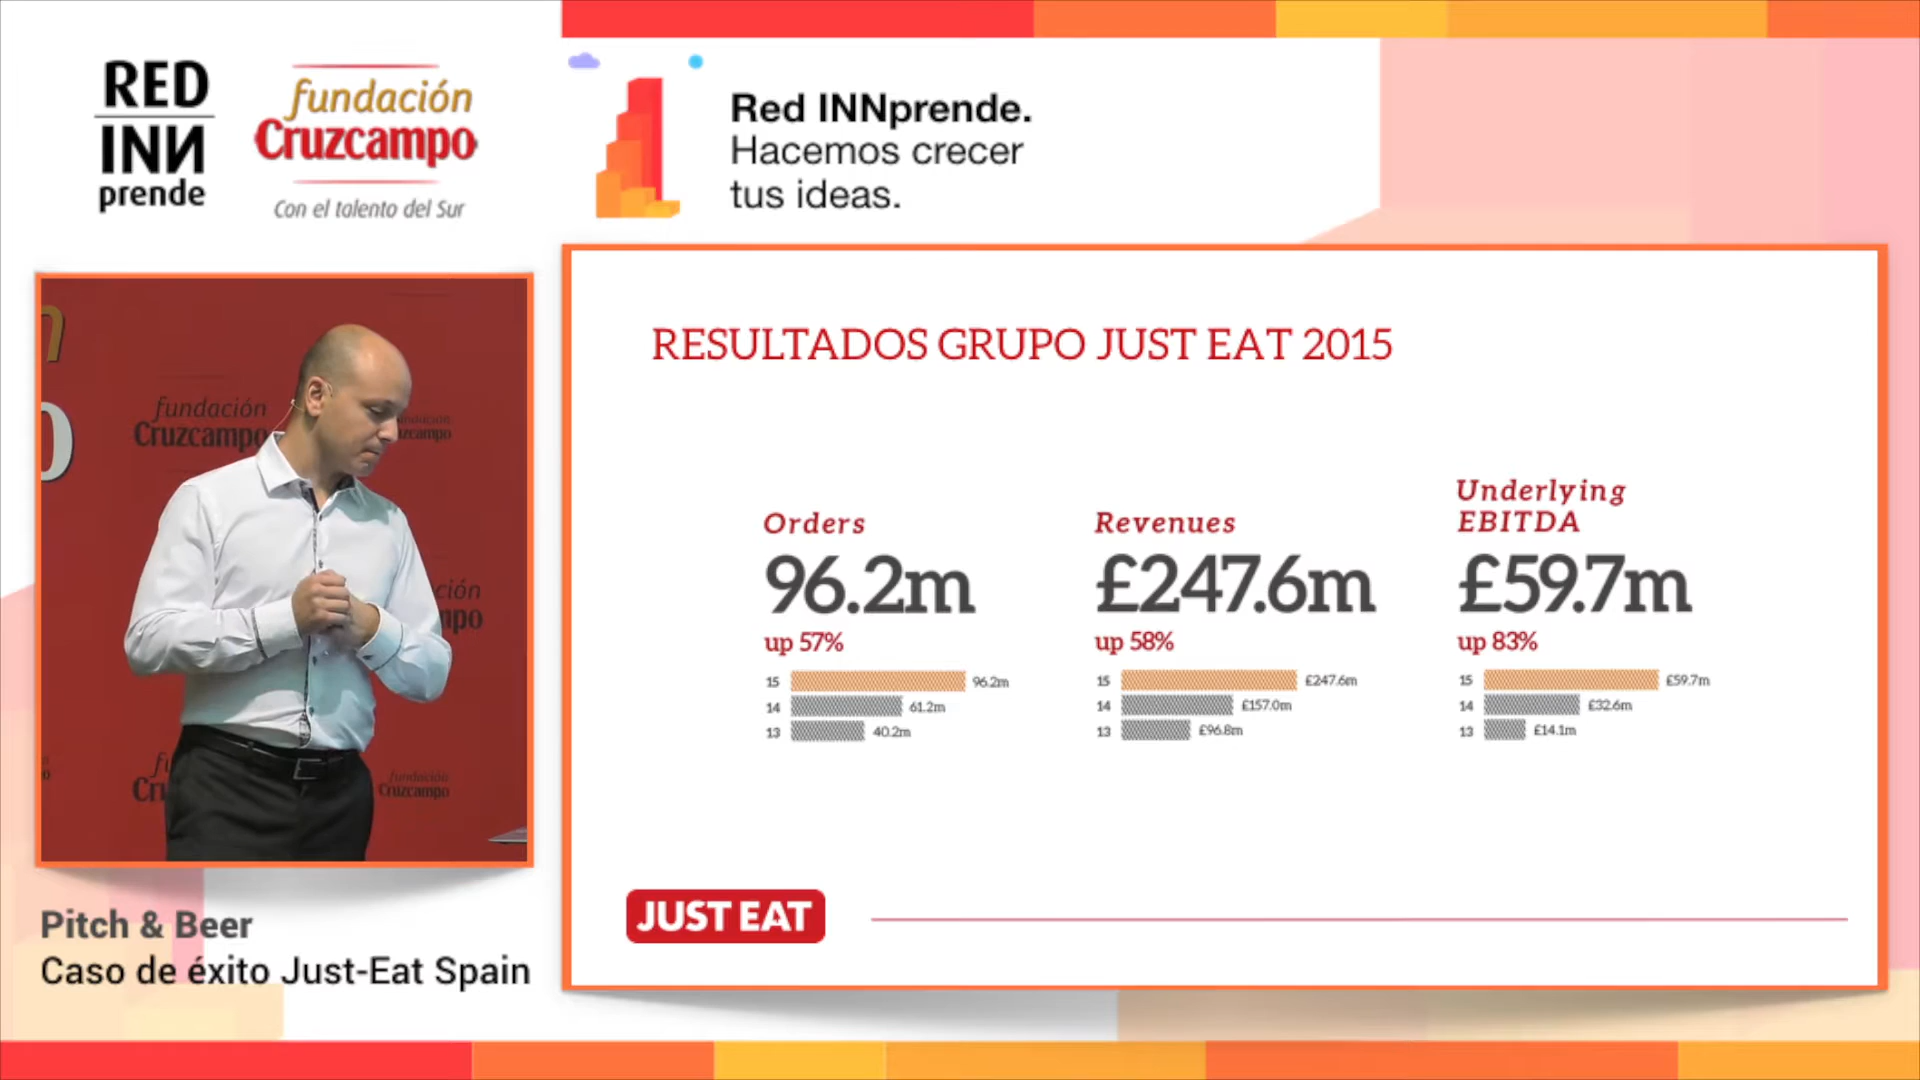 RED
INN
prende
fundación
Cruzcampo
Con el talento del Sur
Red INNprende.
Hacemos crecer
tus ideas.
fundación
Cruzcampo
fundación
Cruzcampo
RESULTADOS GRUPO JUST EAT 2015
Orders
96.2m
up 57%
15 96.2m
14 61.2m
13 40.2m
Revenues
£247.6m
up 58%
15 £247.6m
14 £157.0m
13 £96.8m
Underlying
EBITDA
£59.7m
up 83%
15 £59.7m
14 £32.6m
13 £14.1m
JUST EAT
Pitch & Beer
Caso de éxito Just-Eat Spain